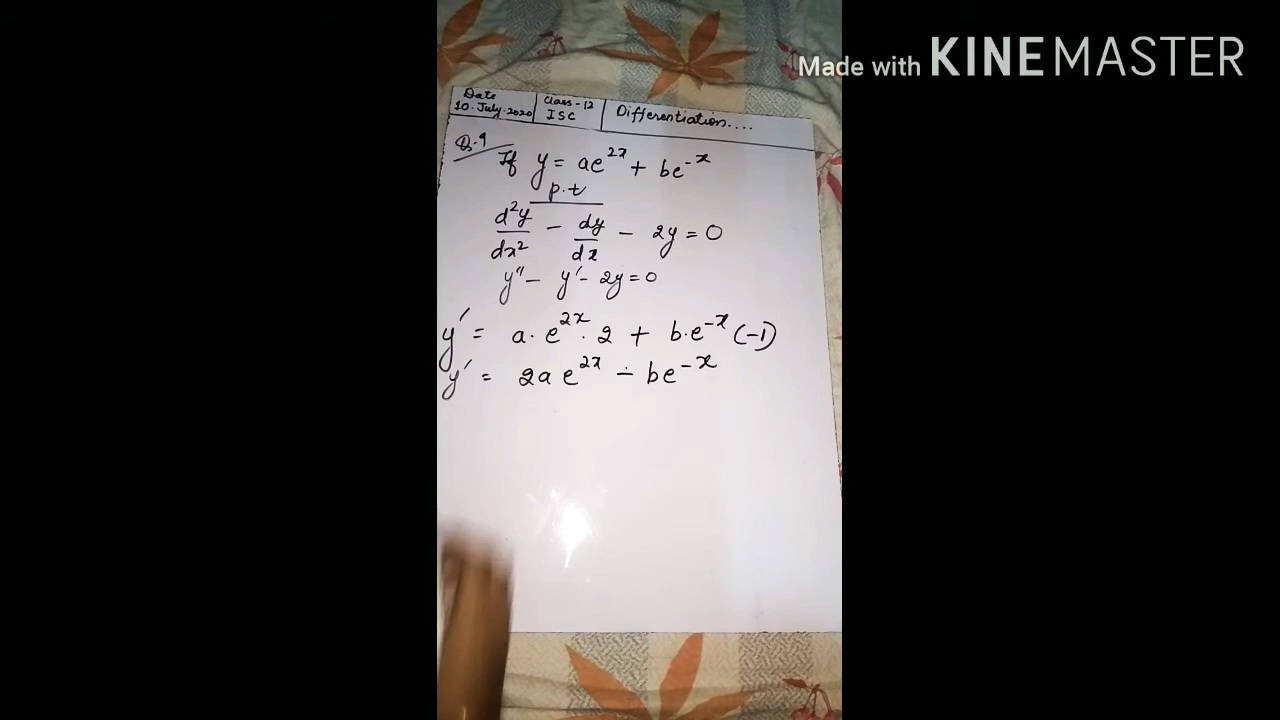 Made with KINEMASTER
Date
10.July.2020
Class-12
ISC
Differentiation....
Q.9
If y = ae^2x + be^-x
p.t
d²y/dx² - dy/dx - 2y = 0
y'' - y' - 2y = 0
y' = a.e^2x.2 + b.e^-x(-1)
y' = 2ae^2x - be^-x